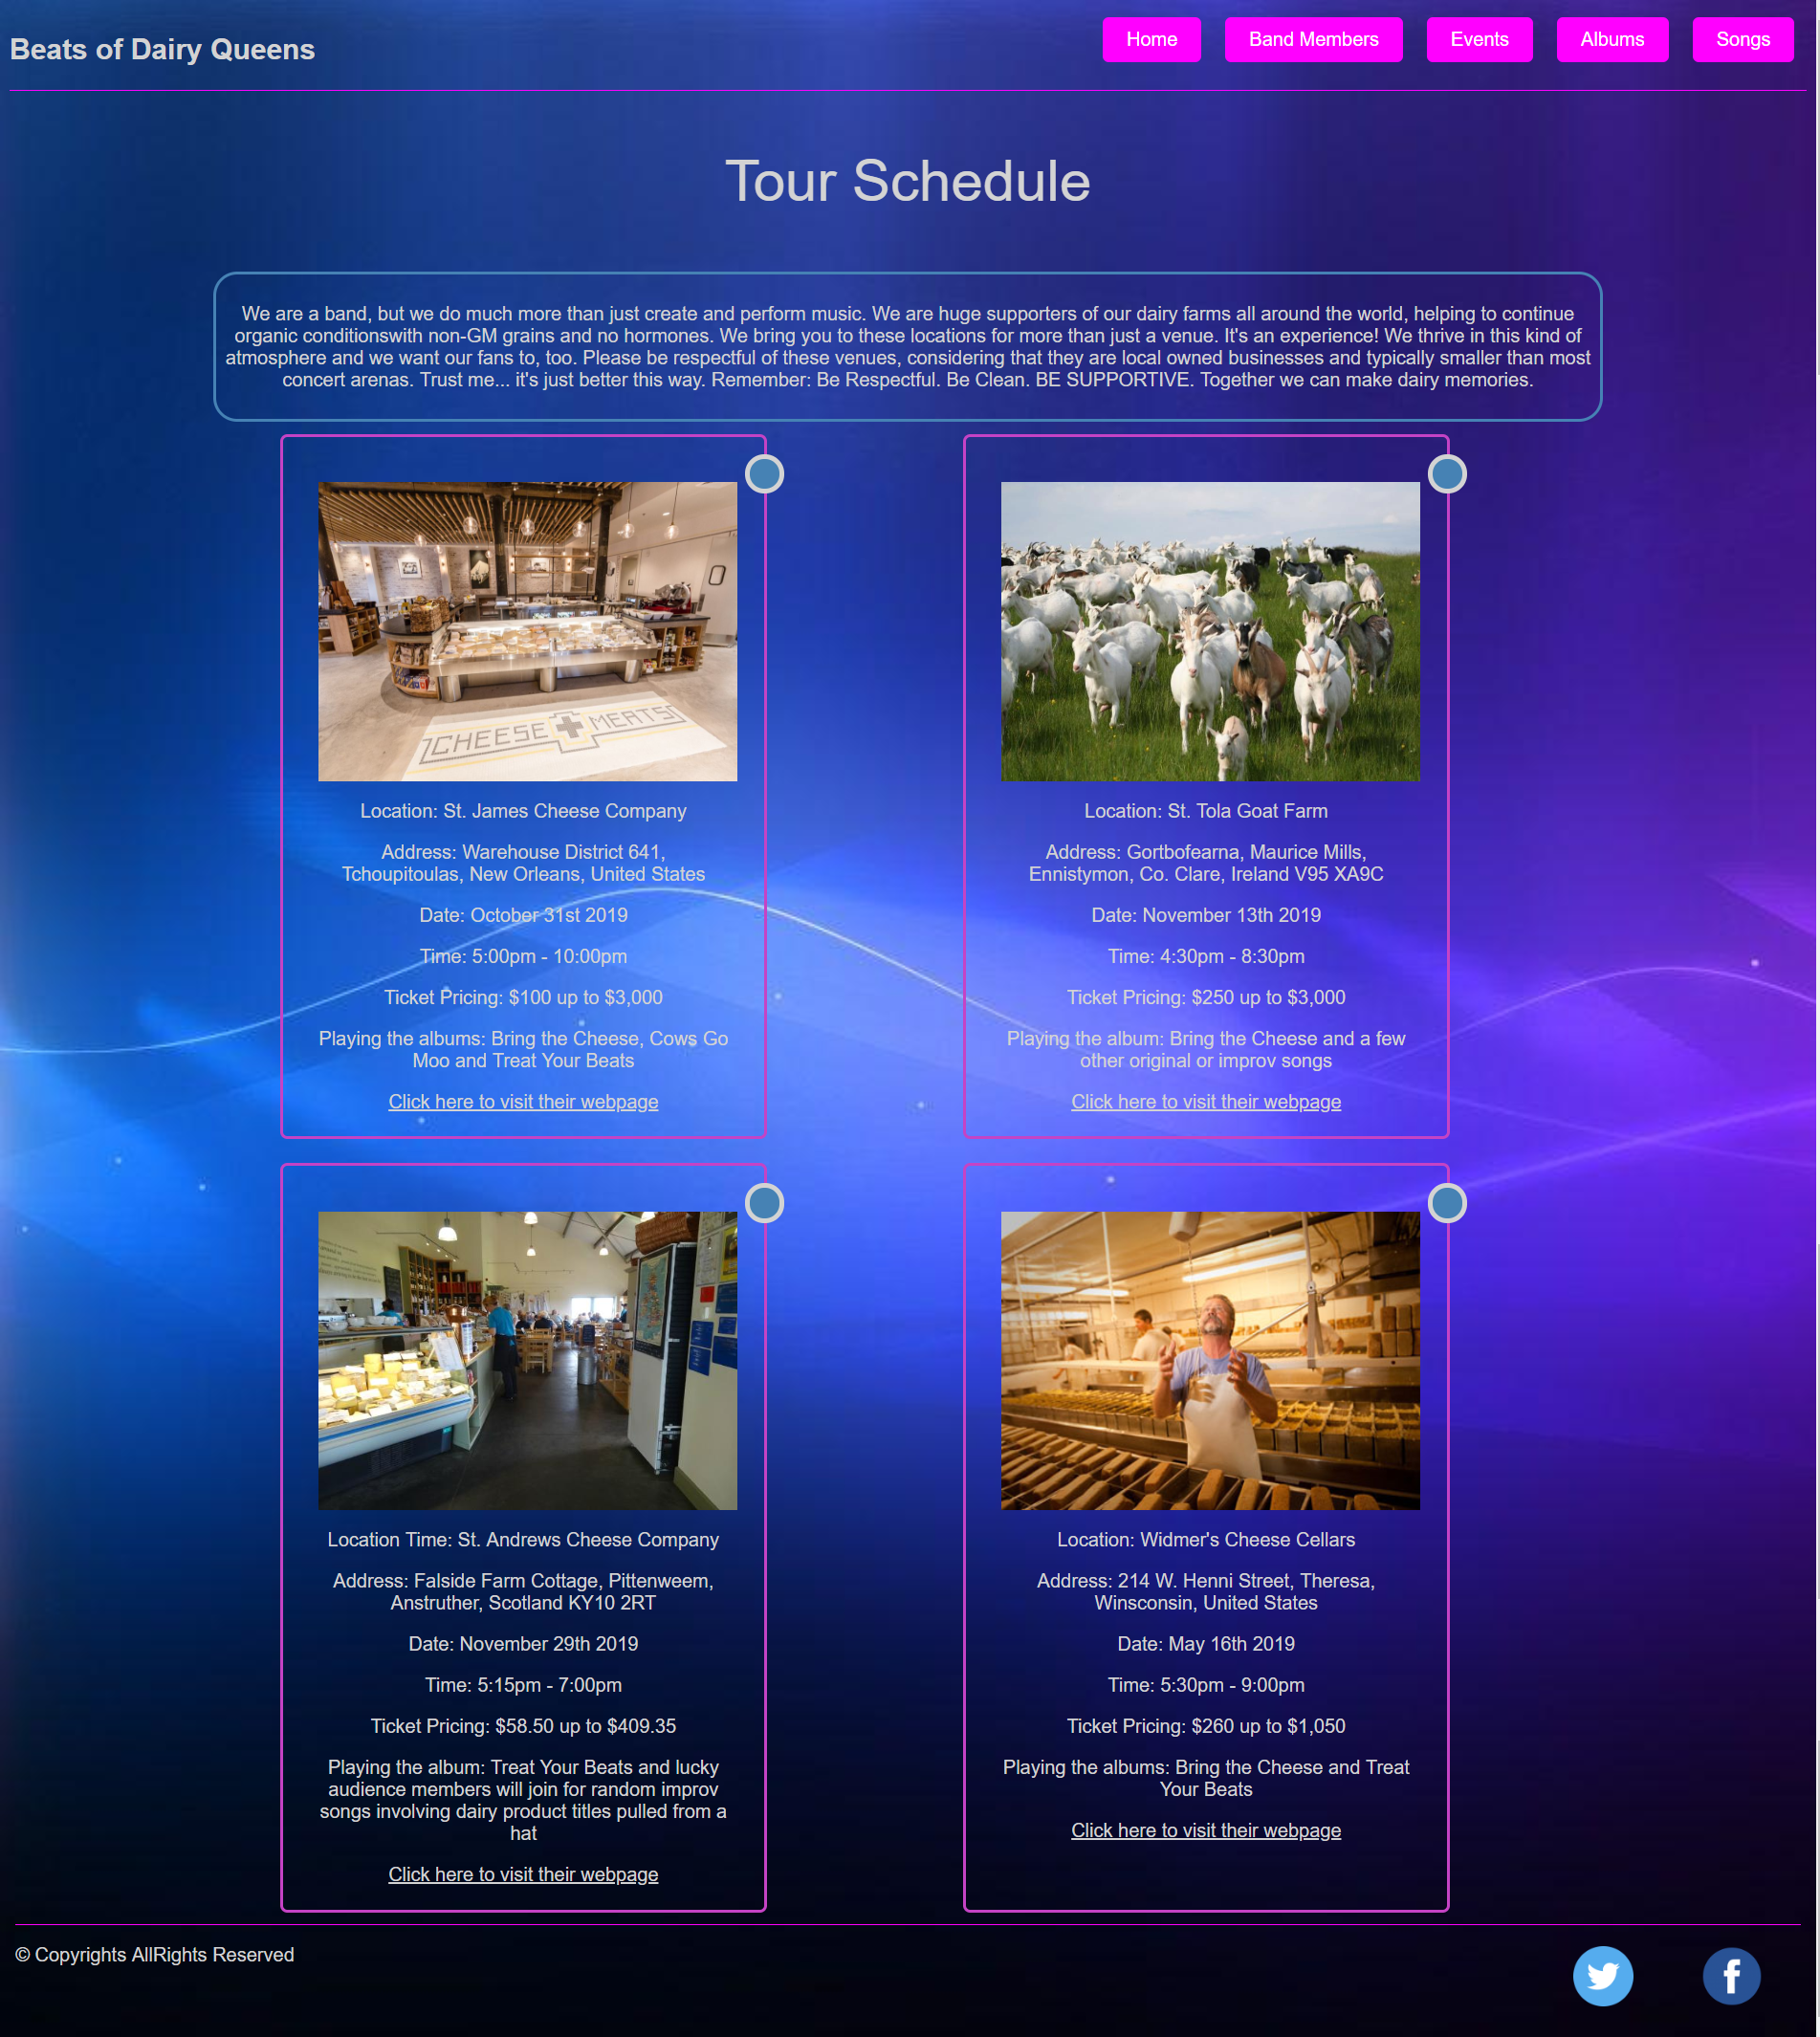 Beats of Dairy Queens
Home
Band Members
Events
Albums
Songs
Tour Schedule
We are a band, but we do much more than just create and perform music. We are huge supporters of our dairy farms all around the world, helping to continue
organic conditionswith non-GM grains and no hormones. We bring you to these locations for more than just a venue. It's an experience! We thrive in this kind of
atmosphere and we want our fans to, too. Please be respectful of these venues, considering that they are local owned businesses and typically smaller than most
concert arenas. Trust me... it's just better this way. Remember: Be Respectful. Be Clean. BE SUPPORTIVE. Together we can make dairy memories.
CHEESE + MEATS
Location: St. James Cheese Company
Address: Warehouse District 641,
Tchoupitoulas, New Orleans, United States
Date: October 31st 2019
Time: 5:00pm - 10:00pm
Ticket Pricing: $100 up to $3,000
Playing the albums: Bring the Cheese, Cows Go
Moo and Treat Your Beats
Click here to visit their webpage
Location: St. Tola Goat Farm
Address: Gortbofearna, Maurice Mills,
Ennistymon, Co. Clare, Ireland V95 XA9C
Date: November 13th 2019
Time: 4:30pm - 8:30pm
Ticket Pricing: $250 up to $3,000
Playing the album: Bring the Cheese and a few
other original or improv songs
Click here to visit their webpage
Location Time: St. Andrews Cheese Company
Address: Falside Farm Cottage, Pittenweem,
Anstruther, Scotland KY10 2RT
Date: November 29th 2019
Time: 5:15pm - 7:00pm
Ticket Pricing: $58.50 up to $409.35
Playing the album: Treat Your Beats and lucky
audience members will join for random improv
songs involving dairy product titles pulled from a
hat
Click here to visit their webpage
Location: Widmer's Cheese Cellars
Address: 214 W. Henni Street, Theresa,
Winsconsin, United States
Date: May 16th 2019
Time: 5:30pm - 9:00pm
Ticket Pricing: $260 up to $1,050
Playing the albums: Bring the Cheese and Treat
Your Beats
Click here to visit their webpage
© Copyrights AllRights Reserved